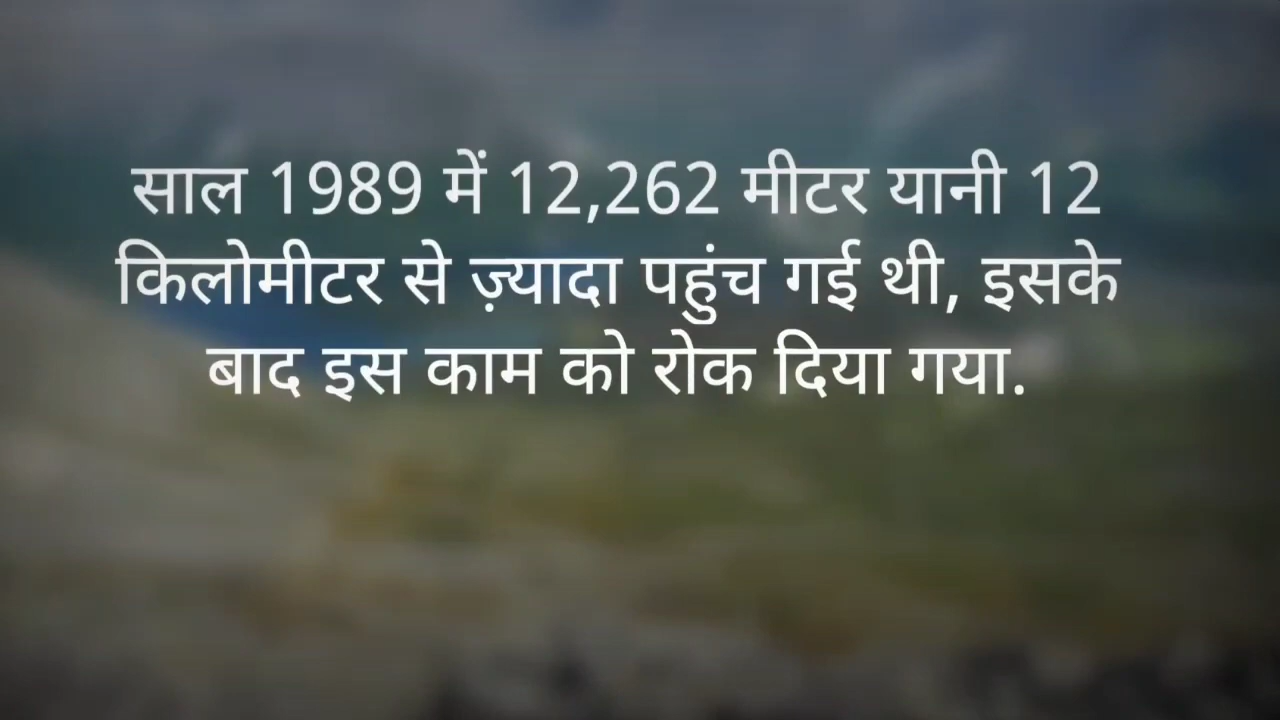 साल 1989 में 12,262 मीटर यानी 12
किलोमीटर से ज़्यादा पहुंच गई थी, इसके
बाद इस काम को रोक दिया गया.